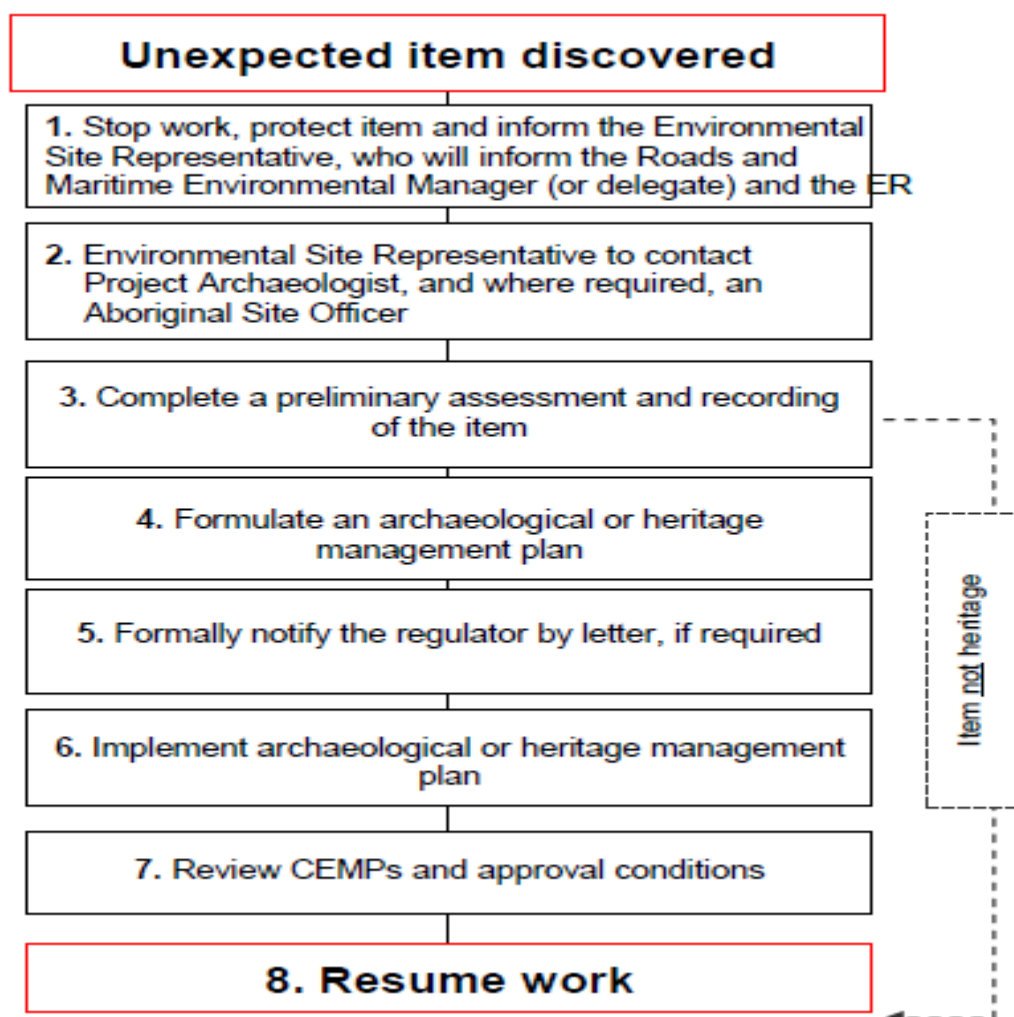 Unexpected item discovered
1. Stop work, protect item and inform the Environmental
Site Representative, who will inform the Roads and
Maritime Environmental Manager (or delegate) and the ER
2. Environmental Site Representative to contact
Project Archaeologist, and where required, an
Aboriginal Site Officer
3. Complete a preliminary assessment and recording
of the item
4. Formulate an archaeological or heritage
management plan
5. Formally notify the regulator by letter, if required
6. Implement archaeological or heritage management
plan
7. Review CEMPs and approval conditions
8. Resume work
Item not heritage